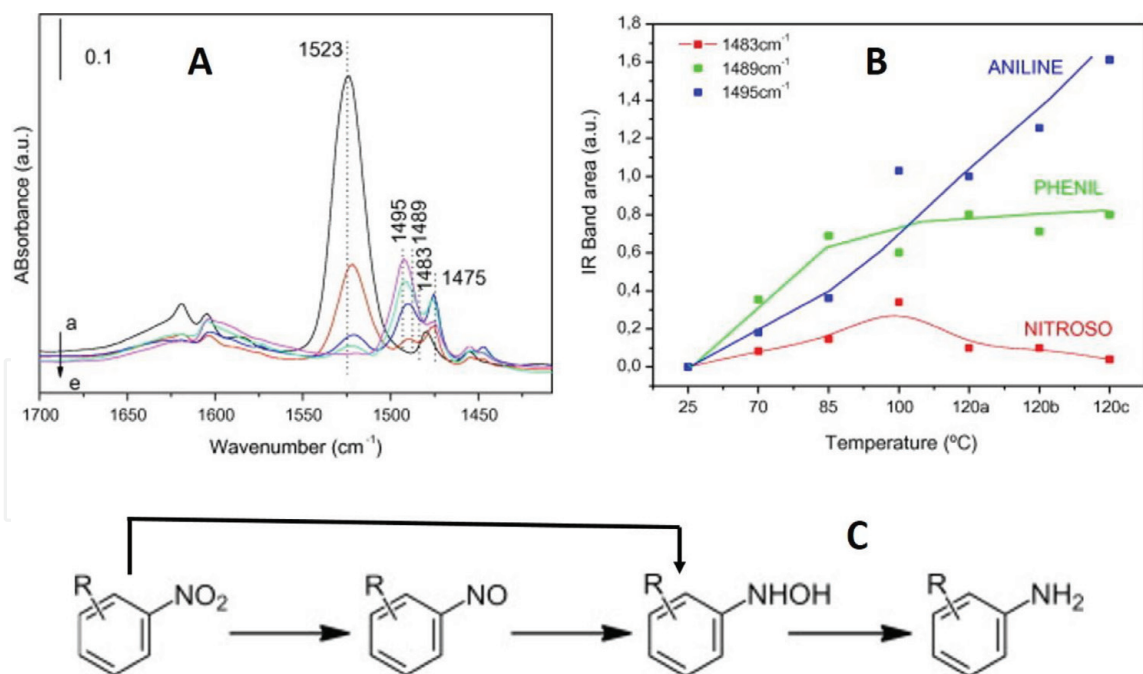 A
0.1
1523
1495
1489
1483
1475
a
e
ABsorbance (a.u.)
1700 1650 1600 1550 1500 1450
Wavenumber (cm⁻¹)
B
1483cm⁻¹
1489cm⁻¹
1495cm⁻¹
ANILINE
PHENIL
NITROSO
IR Band area (a.u.)
1,8
1,6
1,4
1,2
1,0
0,8
0,6
0,4
0,2
0,0
25 70 85 100 120a 120b 120c
Temperature (ºC)
C
R NO₂ R NO R NHOH R NH₂